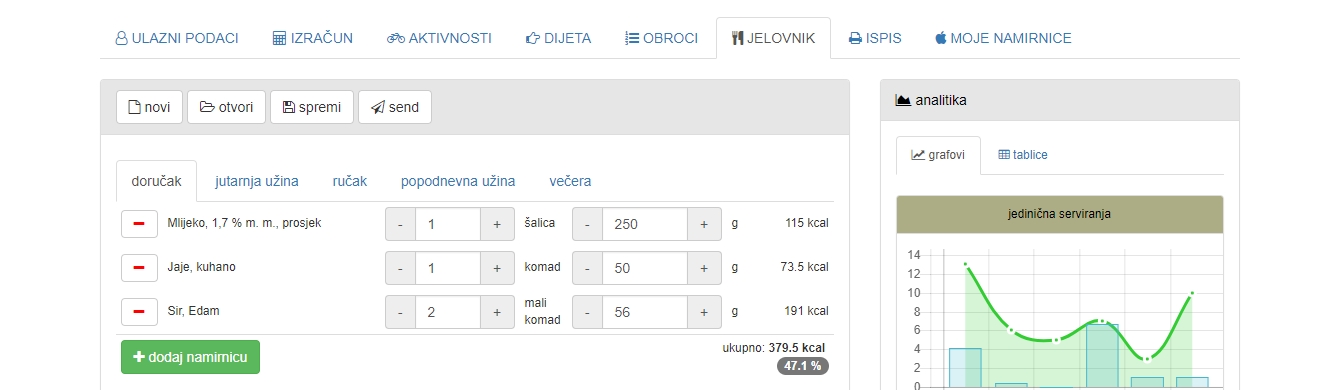 ULAZNI PODACI IZRAČUN AKTIVNOSTI DIJETA OBROCI JELOVNIK ISPIS MOJE NAMIRNICE
novi otvori spremi send
doručak jutarnja užina ručak popodnevna užina večera
Mlijeko, 1,7 % m. m., prosjek - 1 + šalica - 250 + g 115 kcal
Jaje, kuhano - 1 + komad - 50 + g 73.5 kcal
Sir, Edam - 2 + mali komad - 56 + g 191 kcal
dodaj namirnicu
ukupno: 379.5 kcal
47.1 %
analitika
grafovi tablice
jedinična serviranja
14
12
10
8
6
4
2
0